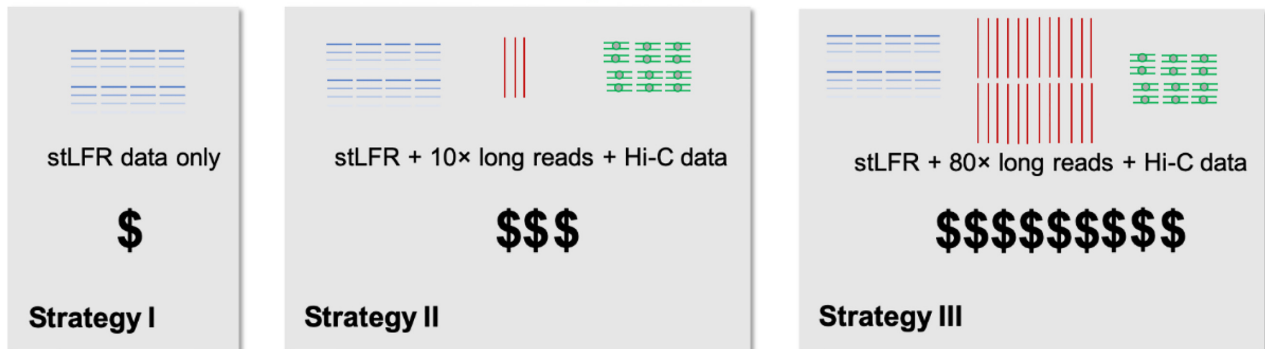 stLFR data only
$
Strategy I
stLFR + 10× long reads + Hi-C data
$$$
Strategy II
stLFR + 80× long reads + Hi-C data
$$$$$$$$$
Strategy III